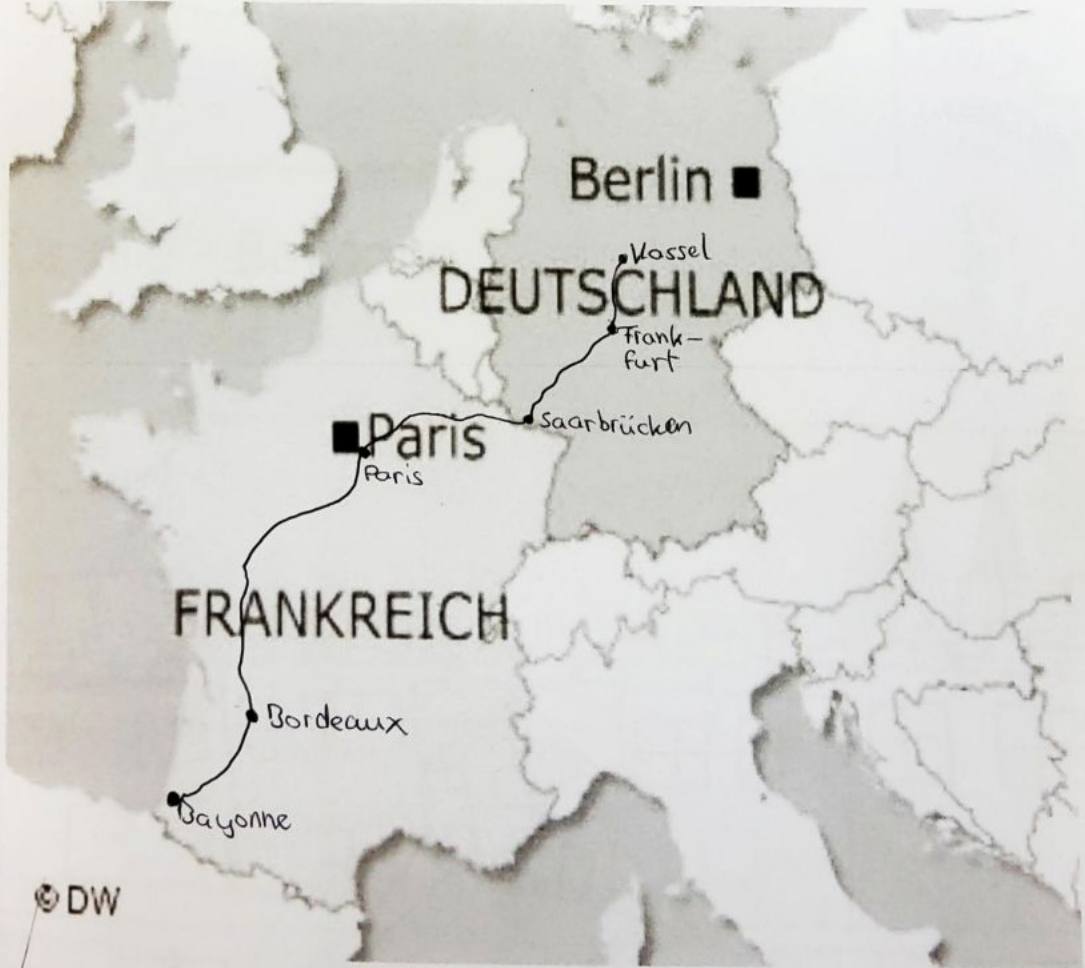 Berlin
Kassel
DEUTSCHLAND
Frank-
furt
Saarbrücken
Paris
Paris
FRANKREICH
Bordeaux
Bayonne
© DW